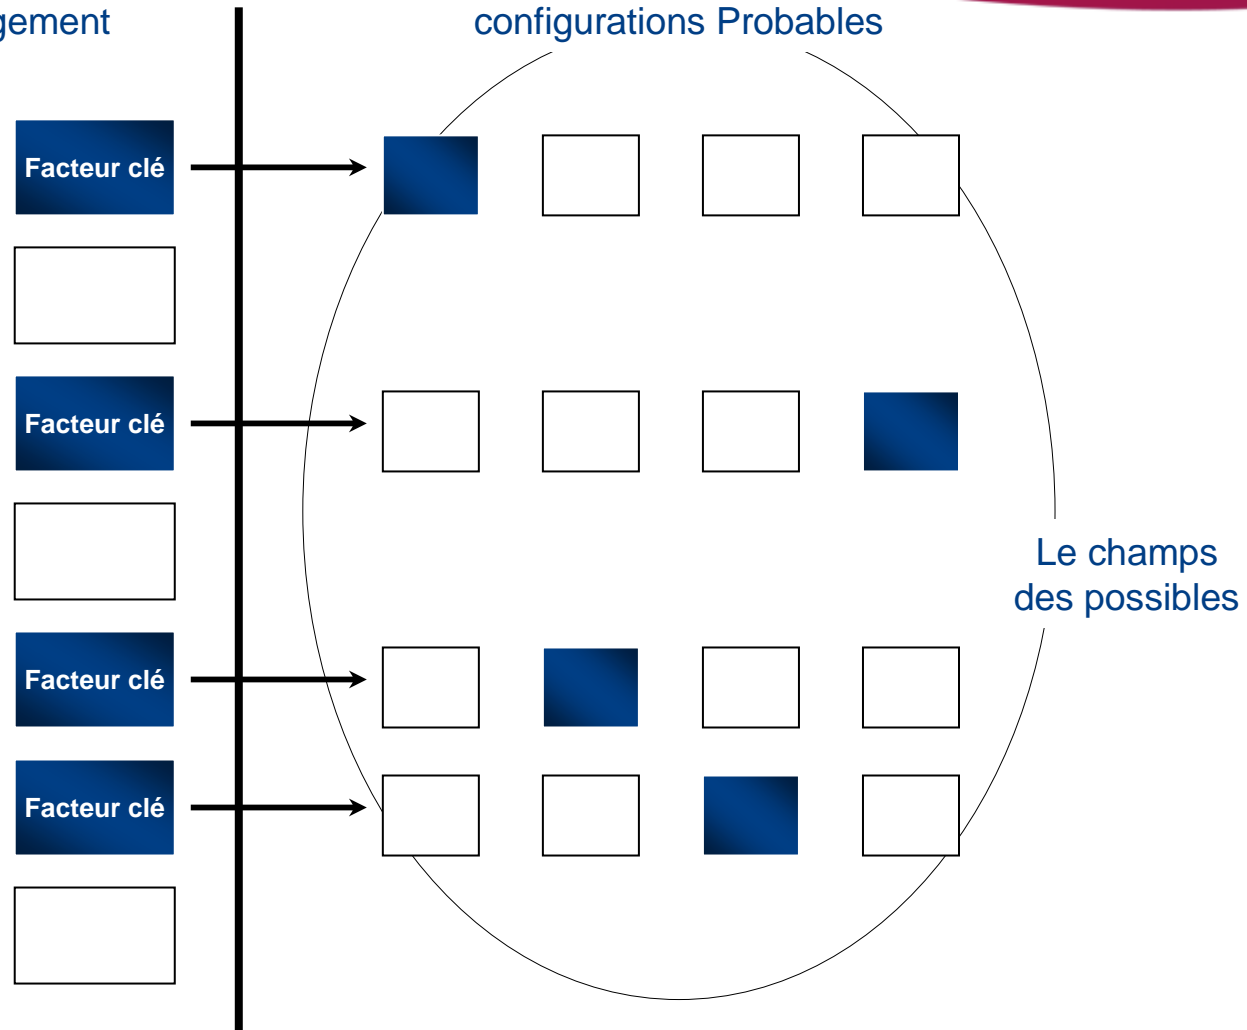 gement
configurations Probables
Facteur clé
Facteur clé
Le champs
des possibles
Facteur clé
Facteur clé